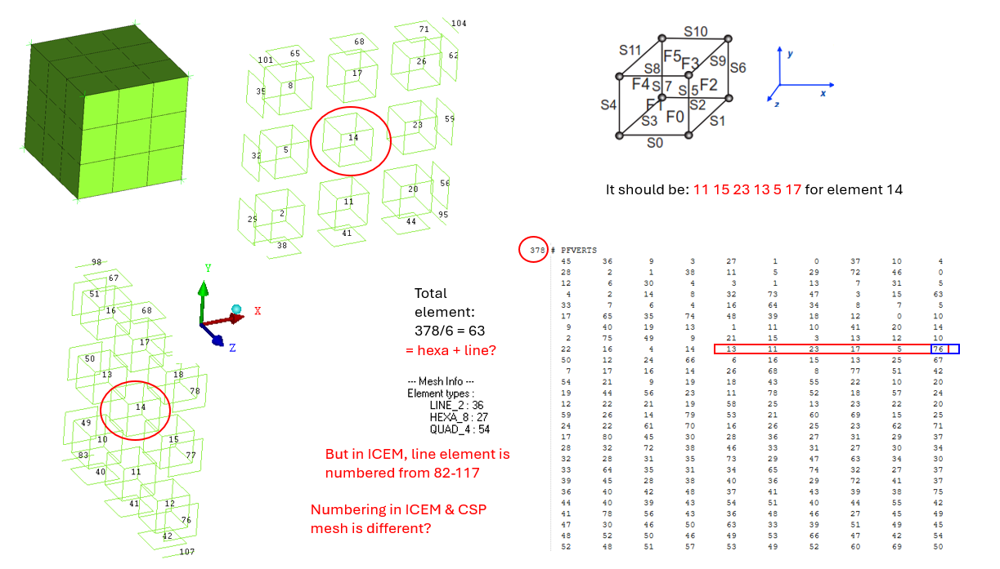 71
104
68
65
101
62
26
17
8
35
59
23
14
5
32
56
20
11
2
29
95
44
41
38
S10
S11
F5
F3
S9
S8
S6
F4
S
7
S
5
F2
S4
F1
S2
S3
F0
S1
S0
y
x
z
It should be: 11 15 23 13 5 17 for element 14
98
67
51
16
68
17
50
13
18
78
14
49
10
15
83
77
40
11
41
12
76
42
107
Y
X
Z
Total
element:
378/6 = 63
= hexa + line?
--- Mesh Info ---
Element types :
LINE_2 : 36
HEXA_8 : 27
QUAD_4 : 54
But in ICEM, line element is
numbered from 82-117
Numbering in ICEM & CSP
mesh is different?
378 # PFVERTS
45 36 9 3 27 1 0 37 10 4
28 2 1 38 11 5 29 72 46 0
12 6 30 4 3 1 13 7 31 5
4 2 14 8 32 73 47 3 15 63
33 7 6 4 16 64 34 8 7 5
17 65 35 74 48 39 18 12 0 10
9 40 19 13 1 11 10 41 20 14
2 75 49 9 21 15 3 13 12 10
22 16 4 14 13 11 23 17 5 76
50 12 24 66 6 16 15 13 25 67
7 17 16 14 26 68 8 77 51 42
54 21 9 19 18 43 55 22 10 20
19 44 56 23 11 78 52 18 57 24
12 22 21 19 58 25 13 23 22 20
59 26 14 79 53 21 60 69 15 25
24 22 61 70 16 26 25 23 62 71
17 80 45 30 28 36 27 31 29 37
28 32 72 38 46 33 31 27 30 34
32 28 31 35 73 29 47 63 34 30
33 64 35 31 34 65 74 32 27 37
39 45 28 38 40 36 29 72 41 37
36 40 42 48 37 41 43 39 38 75
44 40 39 43 54 51 40 44 55 42
41 78 56 43 36 48 46 27 45 49
47 30 46 50 63 33 39 51 49 45
48 52 50 46 49 53 66 47 42 54
52 48 51 57 53 49 52 60 69 50